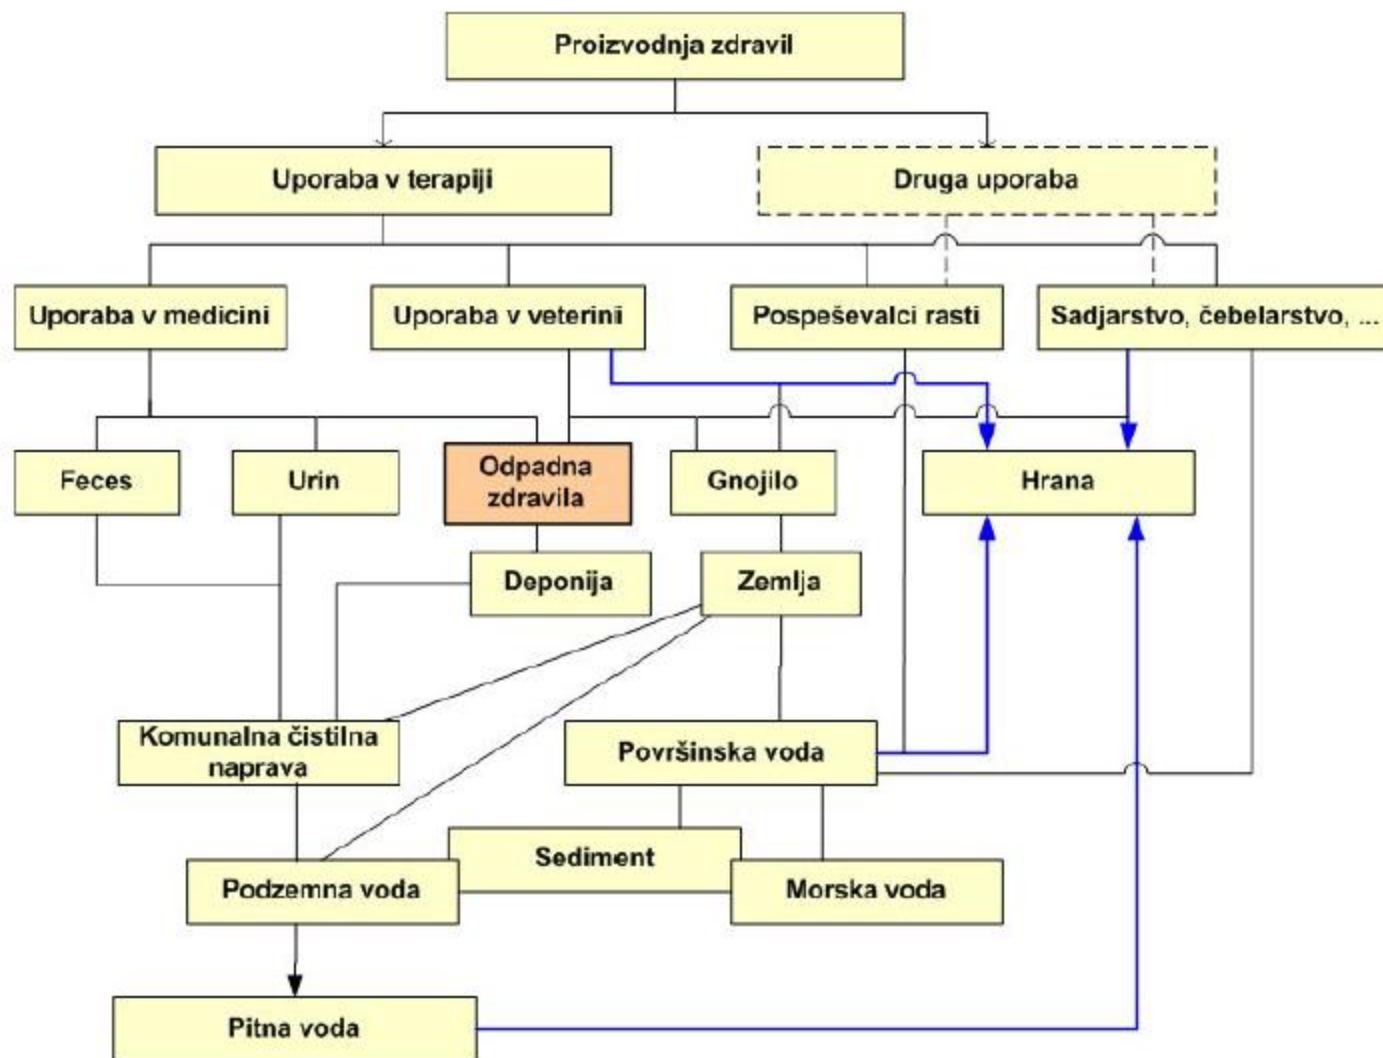 Proizvodnja zdravil
Uporaba v terapiji
Druga uporaba
Uporaba v medicini
Uporaba v veterini
Pospeševalci rasti
Sadjarstvo, čebelarstvo, ...
Feces
Urin
Odpadna
zdravila
Gnojilo
Hrana
Deponija
Zemlja
Komunalna čistilna
naprava
Površinska voda
Sediment
Podzemna voda
Morska voda
Pitna voda